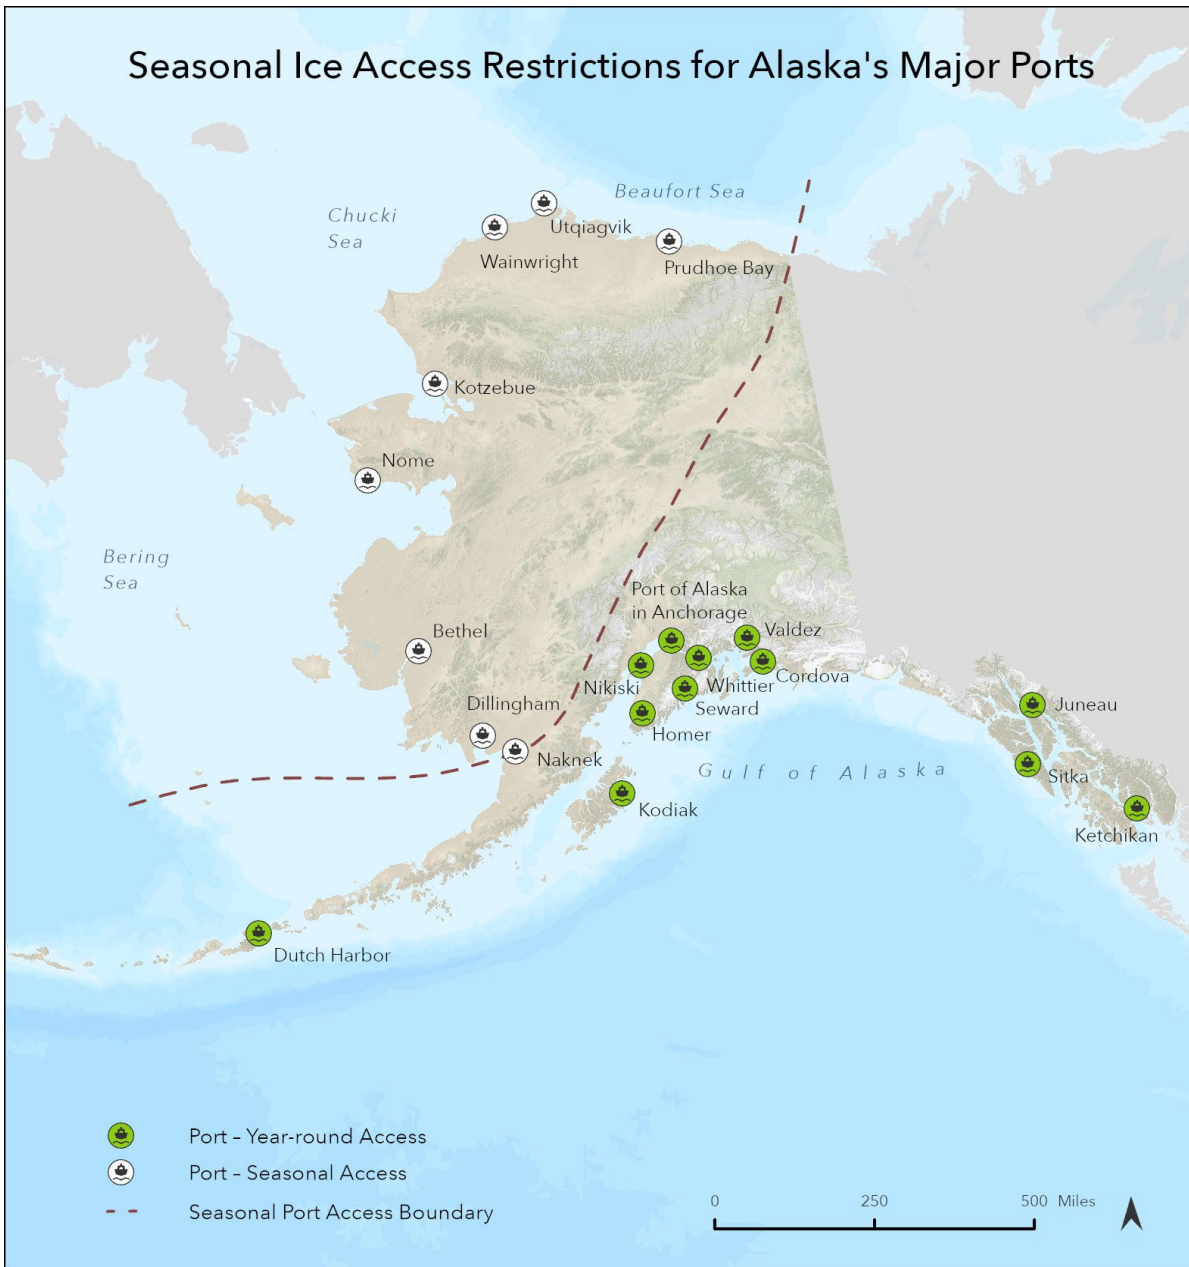 Seasonal Ice Access Restrictions for Alaska's Major Ports
Beaufort Sea
Chucki
Sea
Utqiagvik
Wainwright
Prudhoe Bay
Kotzebue
Nome
Bering
Sea
Port of Alaska
in Anchorage
Bethel
Valdez
Cordova
Nikiski
Whittier
Seward
Dillingham
Homer
Juneau
Naknek
Gulf of Alaska
Sitka
Kodiak
Ketchikan
Dutch Harbor
Port – Year-round Access
Port – Seasonal Access
Seasonal Port Access Boundary
0 250 500 Miles